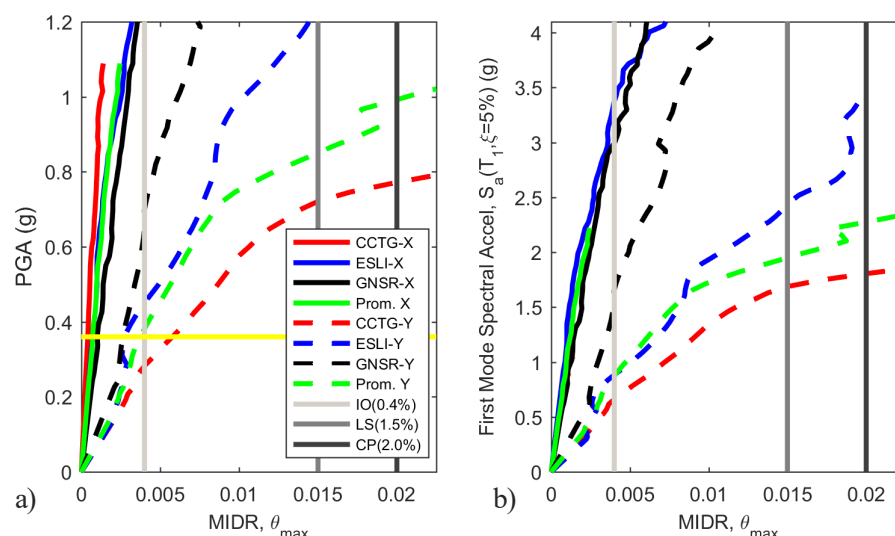 1.2
1
0.8
0.6
0.4
0.2
0
PGA (g)
CCTG-X
ESLI-X
GNSR-X
Prom. X
CCTG-Y
ESLI-Y
GNSR-Y
Prom. Y
IO(0.4%)
LS(1.5%)
CP(2.0%)
0 0.005 0.01 0.015 0.02
a)
MIDR, θmax
4
3.5
3
2.5
2
1.5
1
0.5
0
First Mode Spectral Accel, Sa(T1,ξ=5%) (g)
0 0.005 0.01 0.015 0.02
b)
MIDR, θmax